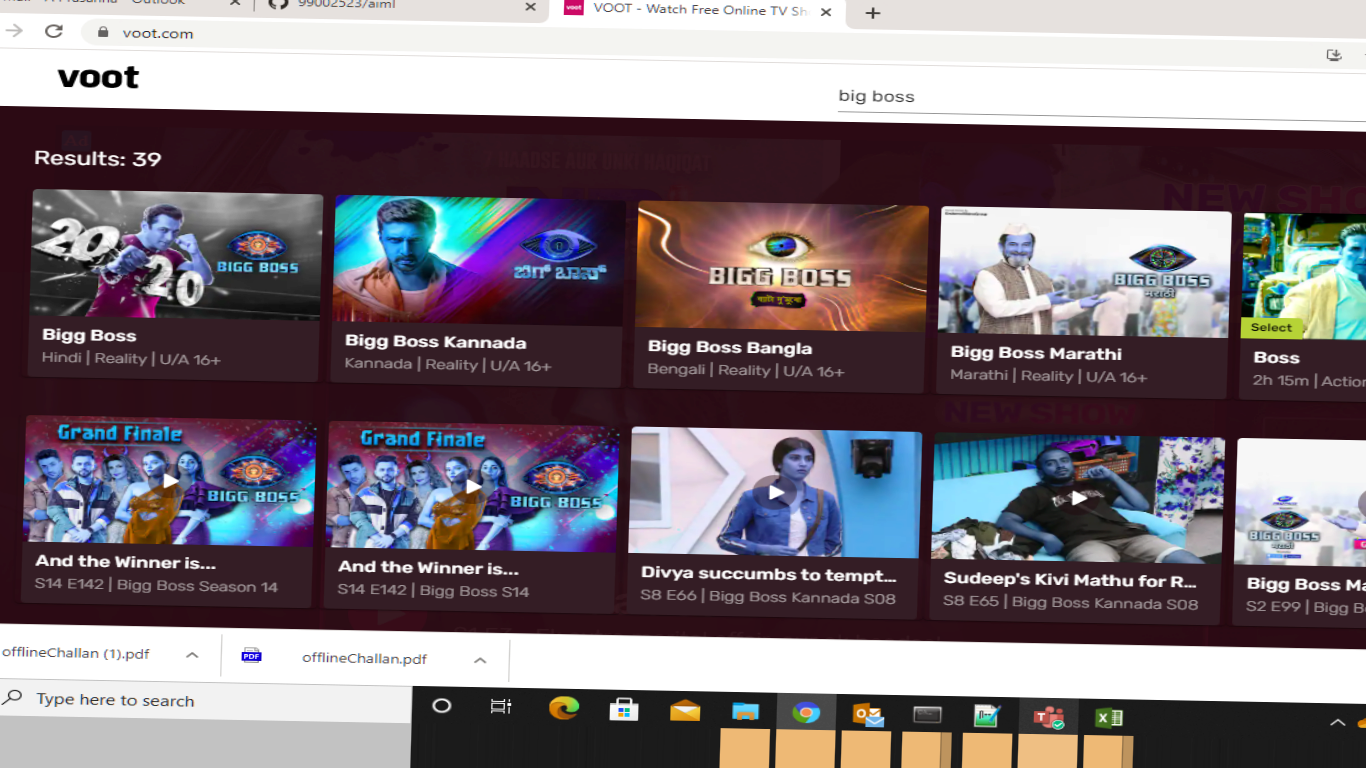 Outlook
99002523/aiml
voot
VOOT - Watch Free Online TV Sh
voot.com
voot
big boss
Results: 39
NEW SHO
20
20
BIGG BOSS
ಬಿಗ್ ಬಾಸ್
BIGG BOSS
BIGG BOSS
मराठी
Select
Bigg Boss
Hindi | Reality | U/A 16+
Bigg Boss Kannada
Kannada | Reality | U/A 16+
Bigg Boss Bangla
Bengali | Reality | U/A 16+
Bigg Boss Marathi
Marathi | Reality | U/A 16+
Boss
2h 15m | Action
NEW SHOW
Grand Finale
BIGG BOSS
Grand Finale
BIGG BOSS
BIGG BOSS
मराठी
And the Winner is...
S14 E142 | Bigg Boss Season 14
And the Winner is...
S14 E142 | Bigg Boss S14
Divya succumbs to tempt...
S8 E66 | Bigg Boss Kannada S08
Sudeep's Kivi Mathu for R...
S8 E65 | Bigg Boss Kannada S08
Bigg Boss Ma
S2 E99 | Bigg B
offlineChallan (1).pdf
PDF
offlineChallan.pdf
Type here to search